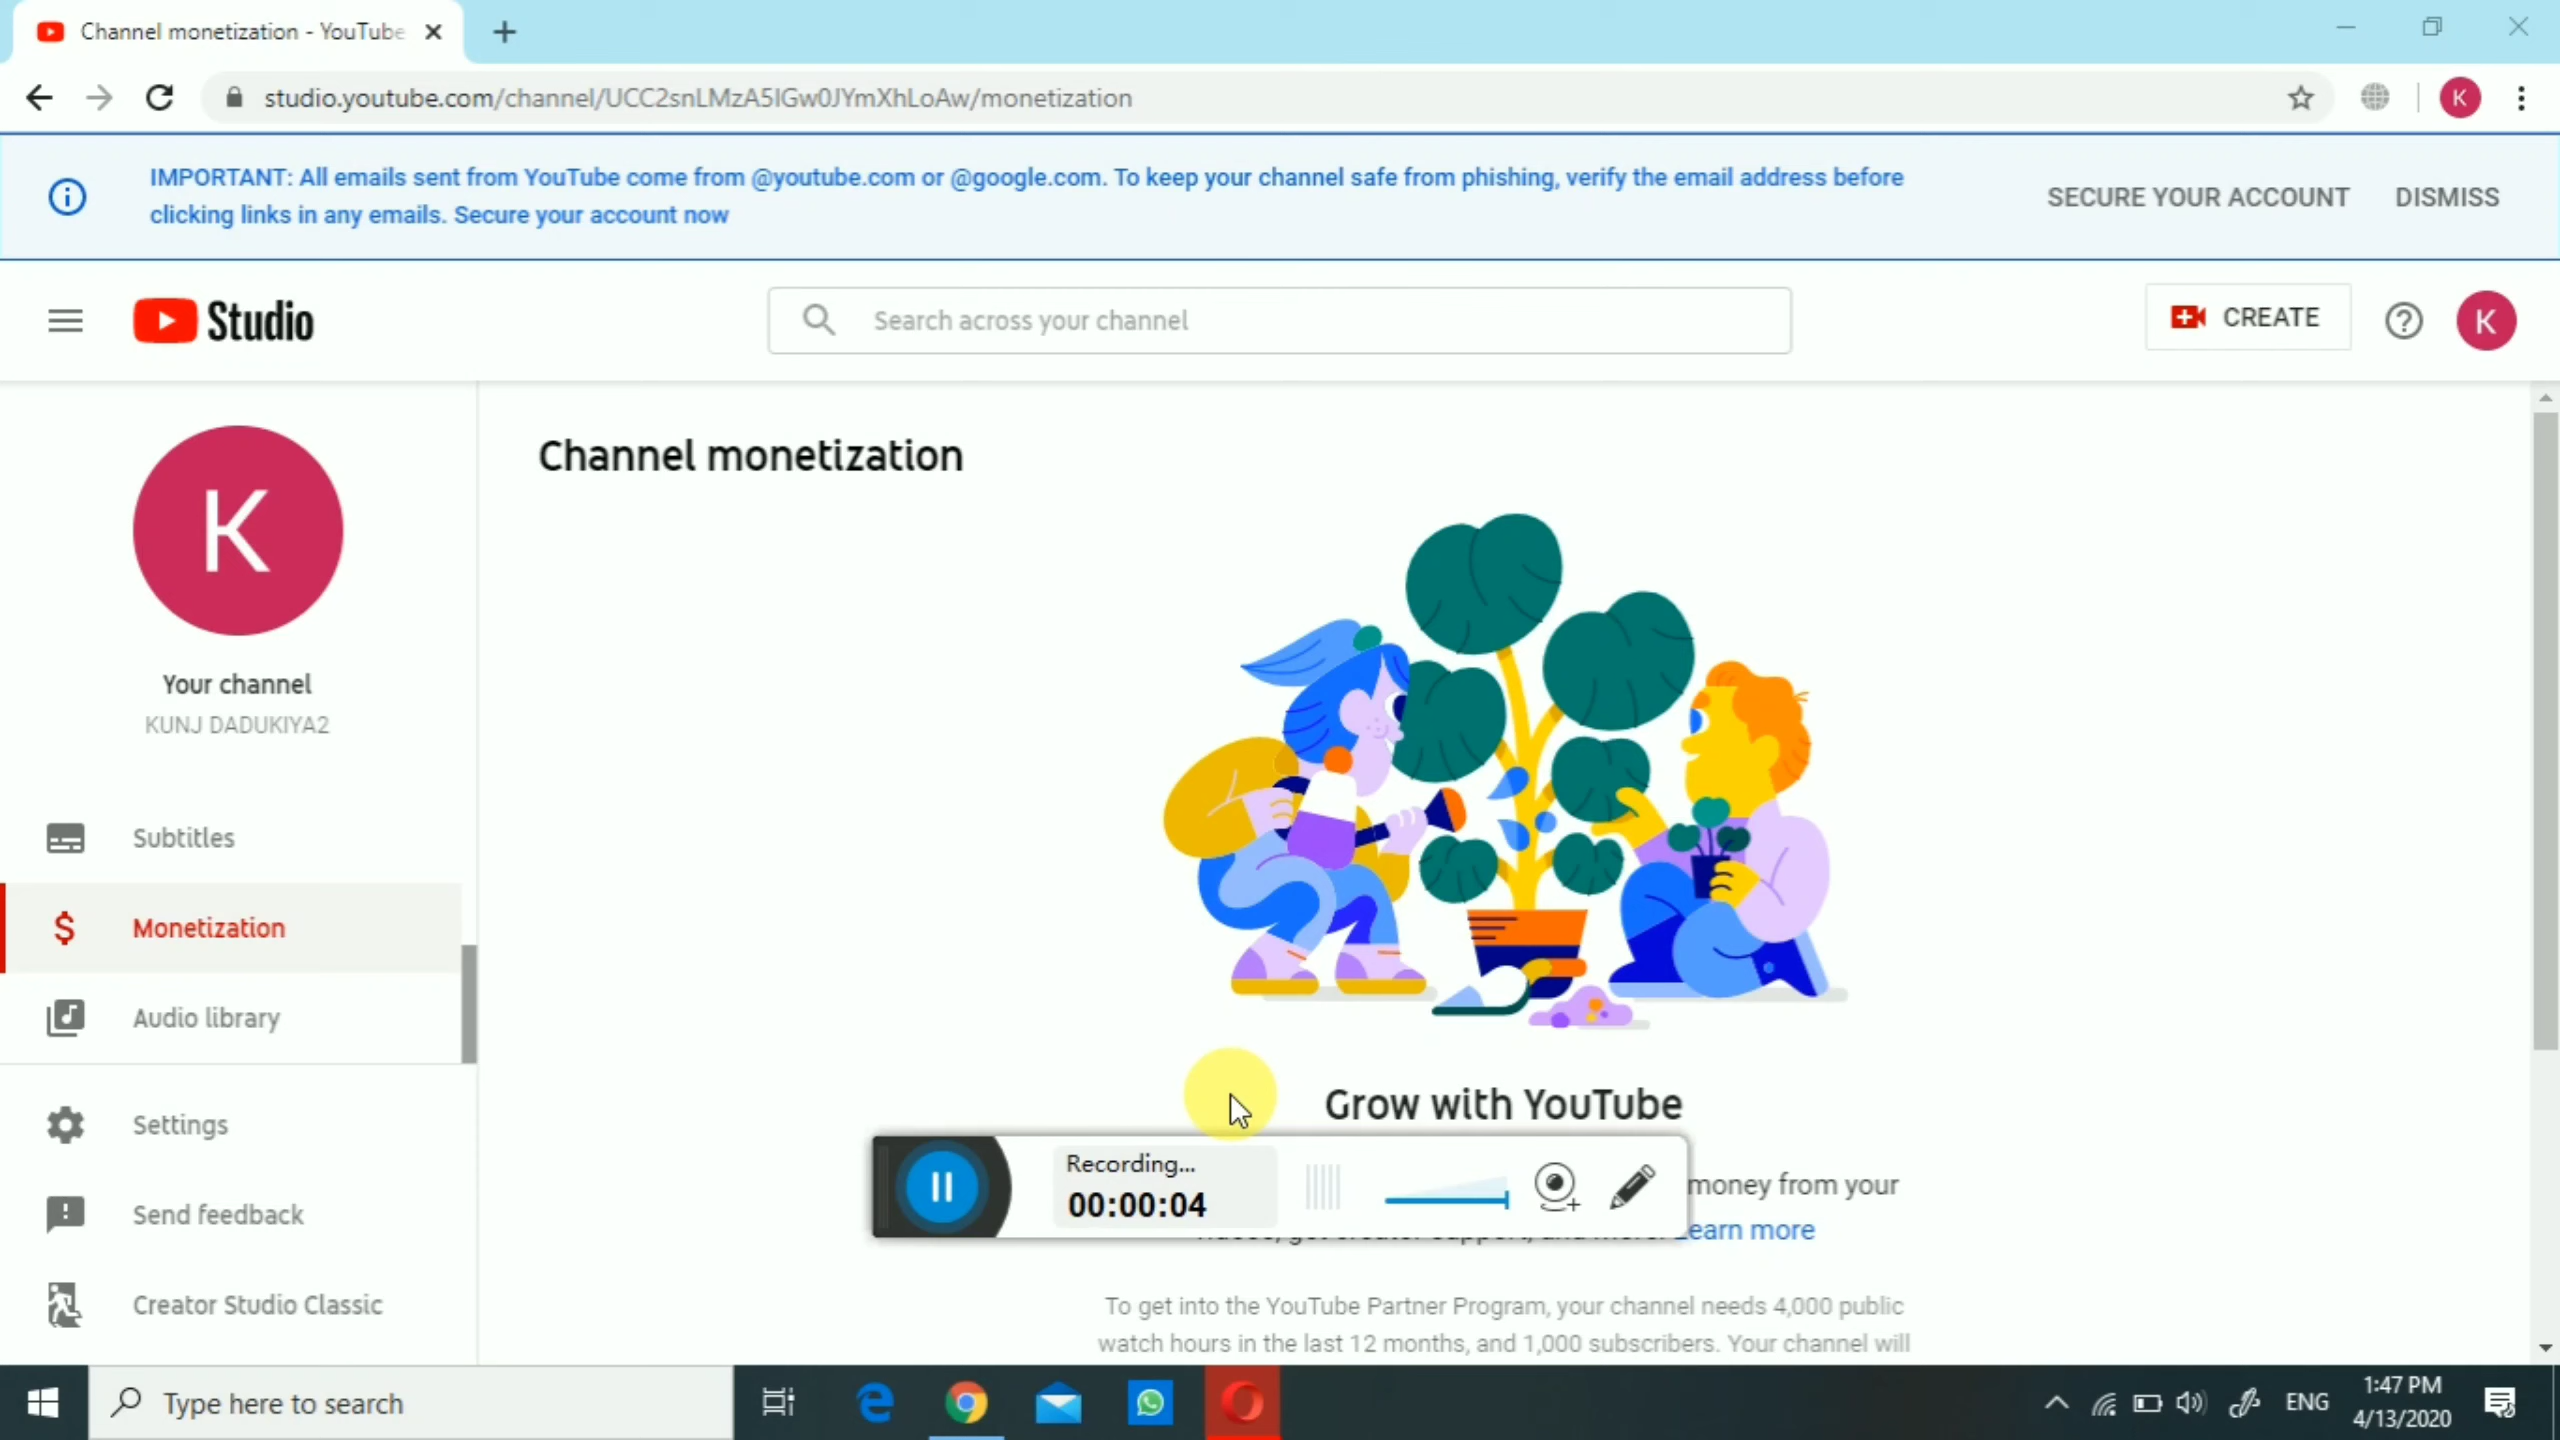 Channel monetization - YouTube
studio.youtube.com/channel/UCC2snLMzA5IGw0JYmXhLoAw/monetization
K
IMPORTANT: All emails sent from YouTube come from @youtube.com or @google.com. To keep your channel safe from phishing, verify the email address before
clicking links in any emails. Secure your account now
SECURE YOUR ACCOUNT
DISMISS
Studio
Search across your channel
CREATE
K
K
Your channel
KUNJ DADUKIYA2
Subtitles
Monetization
Audio library
Settings
Send feedback
Creator Studio Classic
Channel monetization
Grow with YouTube
Recording...
00:00:04
money from your
earn more
To get into the YouTube Partner Program, your channel needs 4,000 public
watch hours in the last 12 months, and 1,000 subscribers. Your channel will
Type here to search
ENG
1:47 PM
4/13/2020